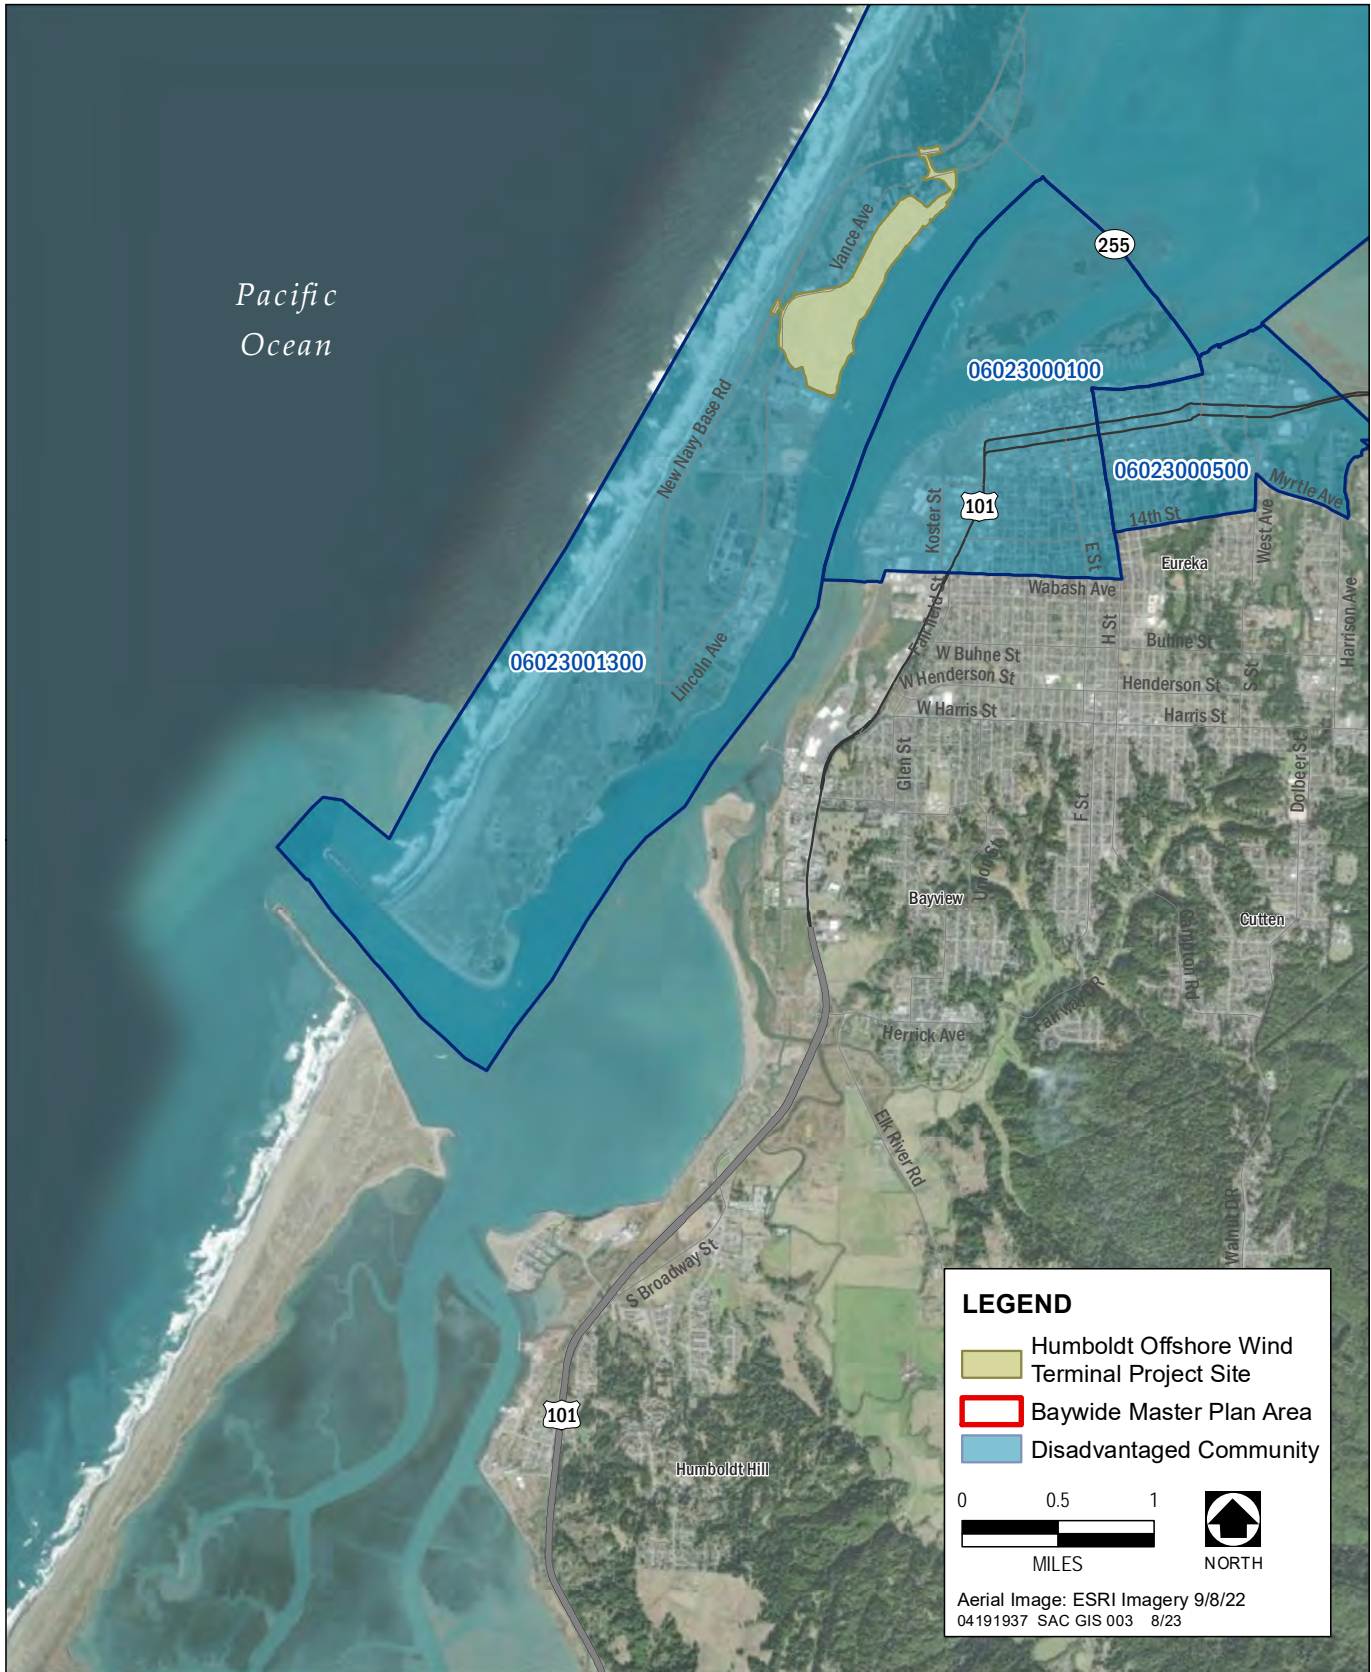 255
Vance Ave
Pacific
Ocean
06023000100
New Navy Base Rd
06023000500
Myrtle Ave
Koster St
101
14th St
West Ave
E St
Eureka
Wabash Ave
Fairfield St
H St
Harrison Ave
Buhne St
W Buhne St
06023001300
Lincoln Ave
W Henderson St
Henderson St
S St
W Harris St
Harris St
Glen St
Dolbeer St
F St
Union St
Bayview
Campton Rd
Cutten
Fairway DR
Herrick Ave
Elk River Rd
Walnut DR
S Broadway St
101
Humboldt Hill
LEGEND
Humboldt Offshore Wind
Terminal Project Site
Baywide Master Plan Area
Disadvantaged Community
0 0.5 1
MILES
NORTH
Aerial Image: ESRI Imagery 9/8/22
04191937 SAC GIS 003 8/23